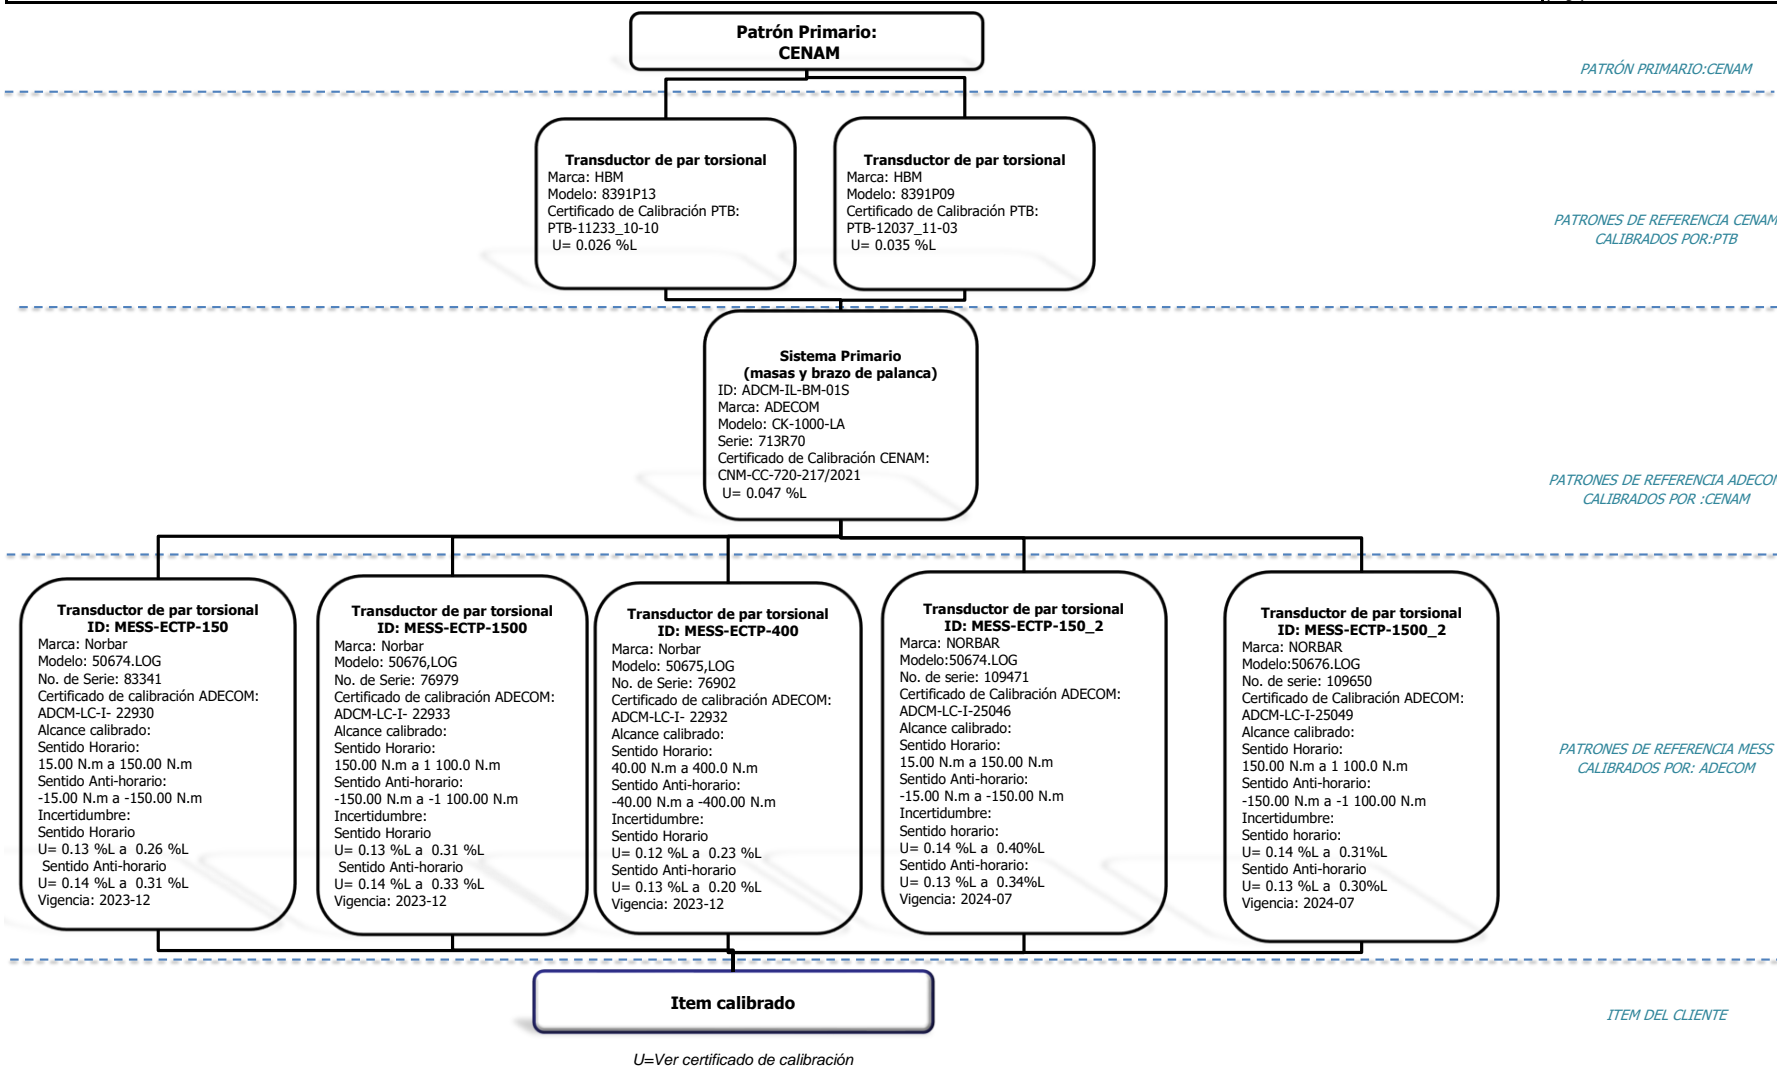 Patrón Primario:
CENAM
PATRÓN PRIMARIO:CENAM
Transductor de par torsional
Marca: HBM
Modelo: 8391P13
Certificado de Calibración PTB:
PTB-11233_10-10
U= 0.026 %L
Transductor de par torsional
Marca: HBM
Modelo: 8391P09
Certificado de Calibración PTB:
PTB-12037_11-03
U= 0.035 %L
PATRONES DE REFERENCIA CENAM
CALIBRADOS POR:PTB
Sistema Primario
(masas y brazo de palanca)
ID: ADCM-IL-BM-01S
Marca: ADECOM
Modelo: CK-1000-LA
Serie: 713R70
Certificado de Calibración CENAM:
CNM-CC-720-217/2021
U= 0.047 %L
PATRONES DE REFERENCIA ADECOM
CALIBRADOS POR :CENAM
Transductor de par torsional
ID: MESS-ECTP-150
Marca: Norbar
Modelo: 50674.LOG
No. de Serie: 83341
Certificado de calibración ADECOM:
ADCM-LC-I- 22930
Alcance calibrado:
Sentido Horario:
15.00 N.m a 150.00 N.m
Sentido Anti-horario:
-15.00 N.m a -150.00 N.m
Incertidumbre:
Sentido Horario
U= 0.13 %L a  0.26 %L
Sentido Anti-horario
U= 0.14 %L a  0.31 %L
Vigencia: 2023-12
Transductor de par torsional
ID: MESS-ECTP-1500
Marca: Norbar
Modelo: 50676,LOG
No. de Serie: 76979
Certificado de calibración ADECOM:
ADCM-LC-I- 22933
Alcance calibrado:
Sentido Horario:
150.00 N.m a 1 100.0 N.m
Sentido Anti-horario:
-150.00 N.m a -1 100.00 N.m
Incertidumbre:
Sentido Horario
U= 0.13 %L a  0.31 %L
Sentido Anti-horario
U= 0.14 %L a  0.33 %L
Vigencia: 2023-12
Transductor de par torsional
ID: MESS-ECTP-400
Marca: Norbar
Modelo: 50675,LOG
No. de Serie: 76902
Certificado de calibración ADECOM:
ADCM-LC-I- 22932
Alcance calibrado:
Sentido Horario:
40.00 N.m a 400.0 N.m
Sentido Anti-horario:
-40.00 N.m a -400.00 N.m
Incertidumbre:
Sentido Horario
U= 0.12 %L a  0.23 %L
Sentido Anti-horario
U= 0.13 %L a  0.20 %L
Vigencia: 2023-12
Transductor de par torsional
ID: MESS-ECTP-150_2
Marca: NORBAR
Modelo:50674.LOG
No. de serie: 109471
Certificado de Calibración ADECOM:
ADCM-LC-I-25046
Alcance calibrado:
Sentido Horario:
15.00 N.m a 150.00 N.m
Sentido Anti-horario:
-15.00 N.m a -150.00 N.m
Incertidumbre:
Sentido horario:
U= 0.14 %L a  0.40%L
Sentido Anti-horario:
U= 0.13 %L a  0.34%L
Vigencia: 2024-07
Transductor de par torsional
ID: MESS-ECTP-1500_2
Marca: NORBAR
Modelo:50676.LOG
No. de serie: 109650
Certificado de Calibración ADECOM:
ADCM-LC-I-25049
Alcance calibrado:
Sentido Horario:
150.00 N.m a 1 100.0 N.m
Sentido Anti-horario:
-150.00 N.m a -1 100.00 N.m
Incertidumbre:
Sentido horario:
U= 0.14 %L a  0.31%L
Sentido Anti-horario
U= 0.13 %L a  0.30%L
Vigencia: 2024-07
PATRONES DE REFERENCIA MESS
CALIBRADOS POR: ADECOM
Item calibrado
ITEM DEL CLIENTE
U=Ver certificado de calibración